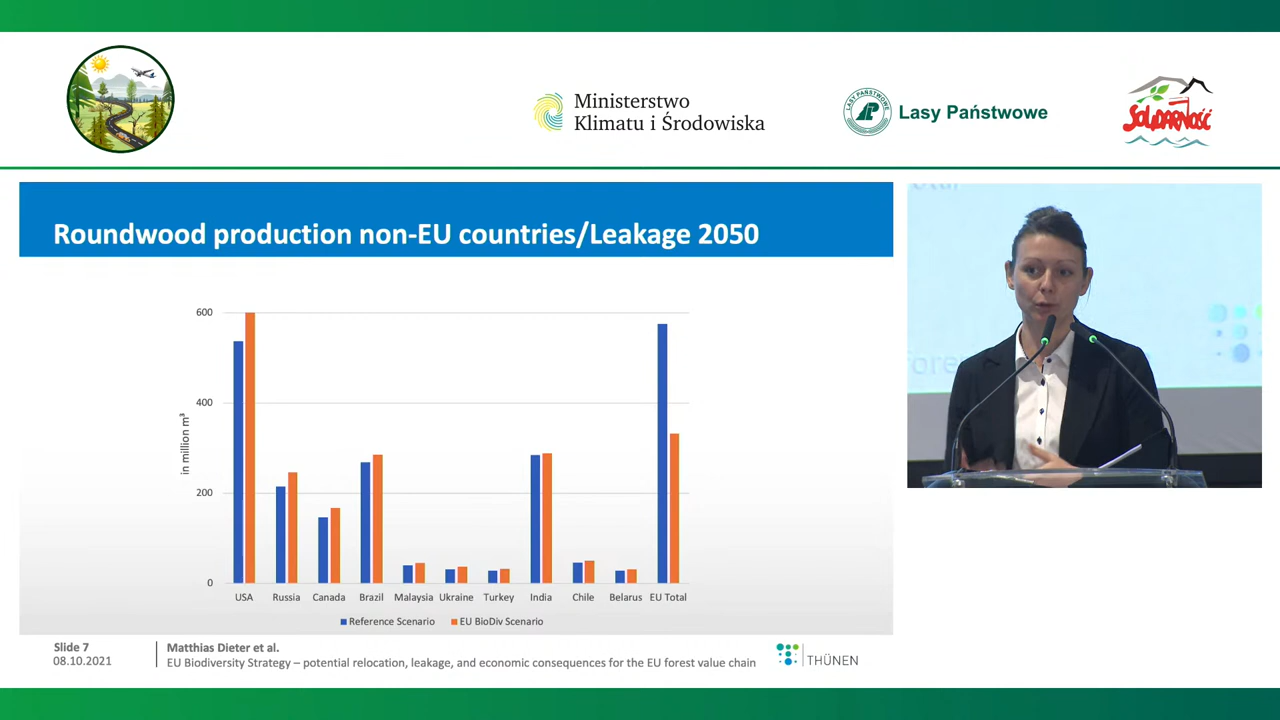 Ministerstwo
Klimatu i Środowiska
LASY PAŃSTWOWE
Lasy Państwowe
SOLIDARNOŚĆ
Roundwood production non-EU countries/Leakage 2050
600
400
200
0
in million m³
USA Russia Canada Brazil Malaysia Ukraine Turkey India Chile Belarus EU Total
Reference Scenario EU BioDiv Scenario
Slide 7
08.10.2021
Matthias Dieter et al.
EU Biodiversity Strategy – potential relocation, leakage, and economic consequences for the EU forest value chain
THÜNEN